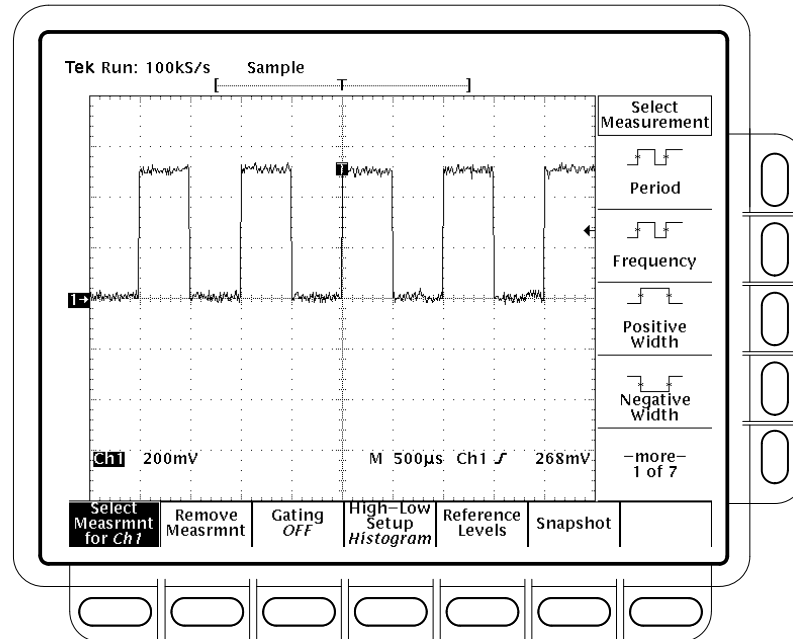 Tek Run: 100kS/s Sample
T
T
1
Ch1 200mV M 500µs Ch1 268mV
Select
Measurement
Period
Frequency
Positive
Width
Negative
Width
–more–
1 of 7
Select
Measrmnt
for Ch1
Remove
Measrmnt
Gating
OFF
High–Low
Setup
Histogram
Reference
Levels
Snapshot